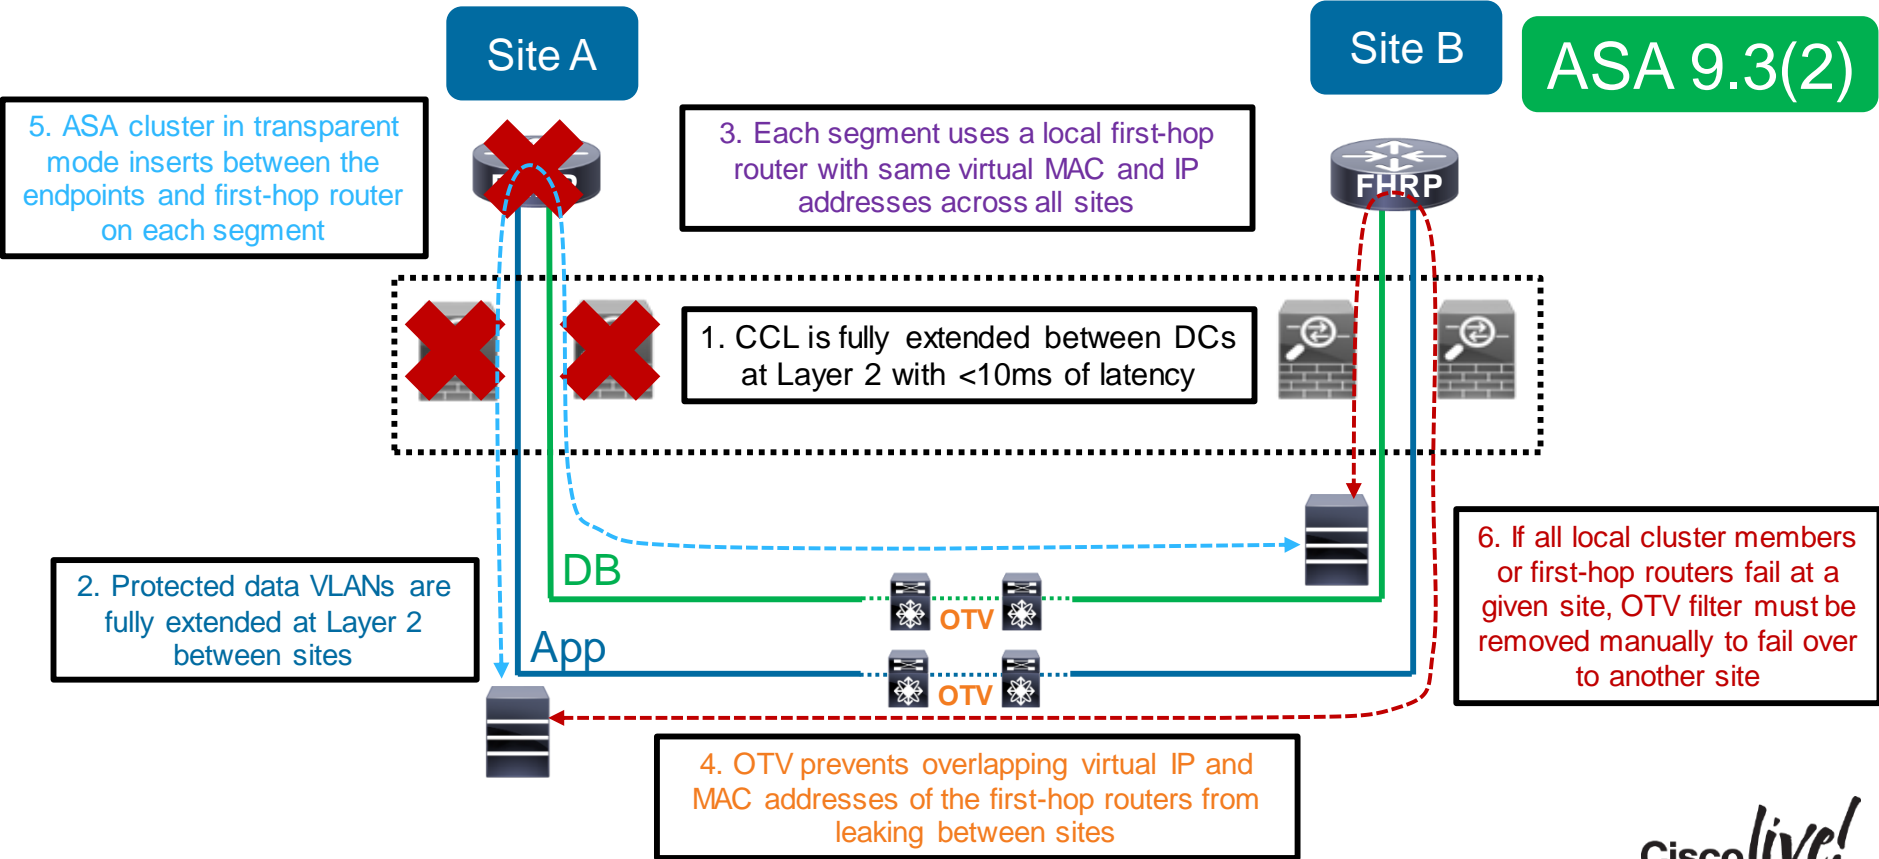 Site A
Site B
ASA 9.3(2)
5. ASA cluster in transparent
mode inserts between the
endpoints and first-hop router
on each segment
3. Each segment uses a local first-hop
router with same virtual MAC and IP
addresses across all sites
FHRP
1. CCL is fully extended between DCs
at Layer 2 with <10ms of latency
DB
2. Protected data VLANs are
fully extended at Layer 2
between sites
OTV
App
OTV
6. If all local cluster members
or first-hop routers fail at a
given site, OTV filter must be
removed manually to fail over
to another site
4. OTV prevents overlapping virtual IP and
MAC addresses of the first-hop routers from
leaking between sites
Cisco live!